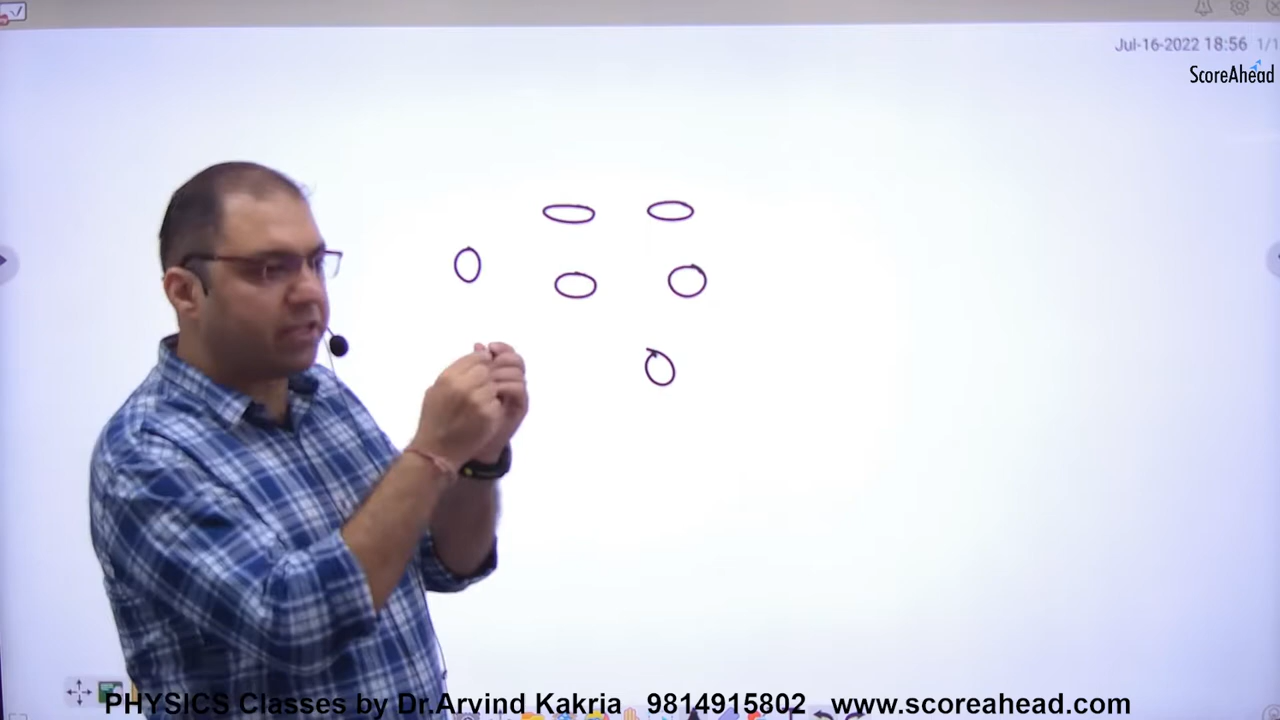 Jul-16-2022 18:56 1/1
ScoreAhead
PHYSICS Classes by Dr.Arvind Kakria 9814915802 www.scoreahead.com